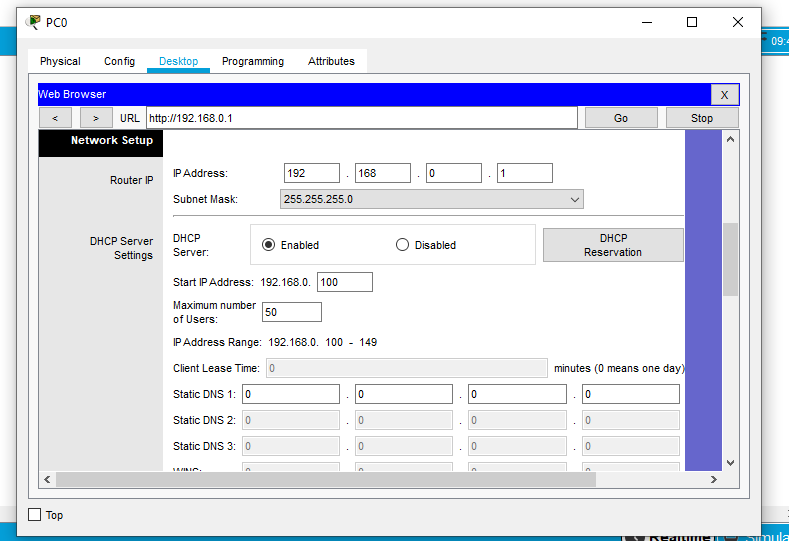 PC0
Physical Config Desktop Programming Attributes
Web Browser X
< > URL http://192.168.0.1 Go Stop
Network Setup
Router IP
IP Address: 192 . 168 . 0 . 1
Subnet Mask: 255.255.255.0
DHCP Server
Settings
DHCP
Server:
Enabled Disabled
DHCP
Reservation
Start IP Address: 192.168.0. 100
Maximum number
of Users:
50
IP Address Range: 192.168.0. 100 - 149
Client Lease Time: 0 minutes (0 means one day)
Static DNS 1: 0 . 0 . 0 . 0
Static DNS 2: 0 . 0 . 0 . 0
Static DNS 3: 0 . 0 . 0 . 0
WINS: 0 . 0 . 0 . 0
Top
Realtime